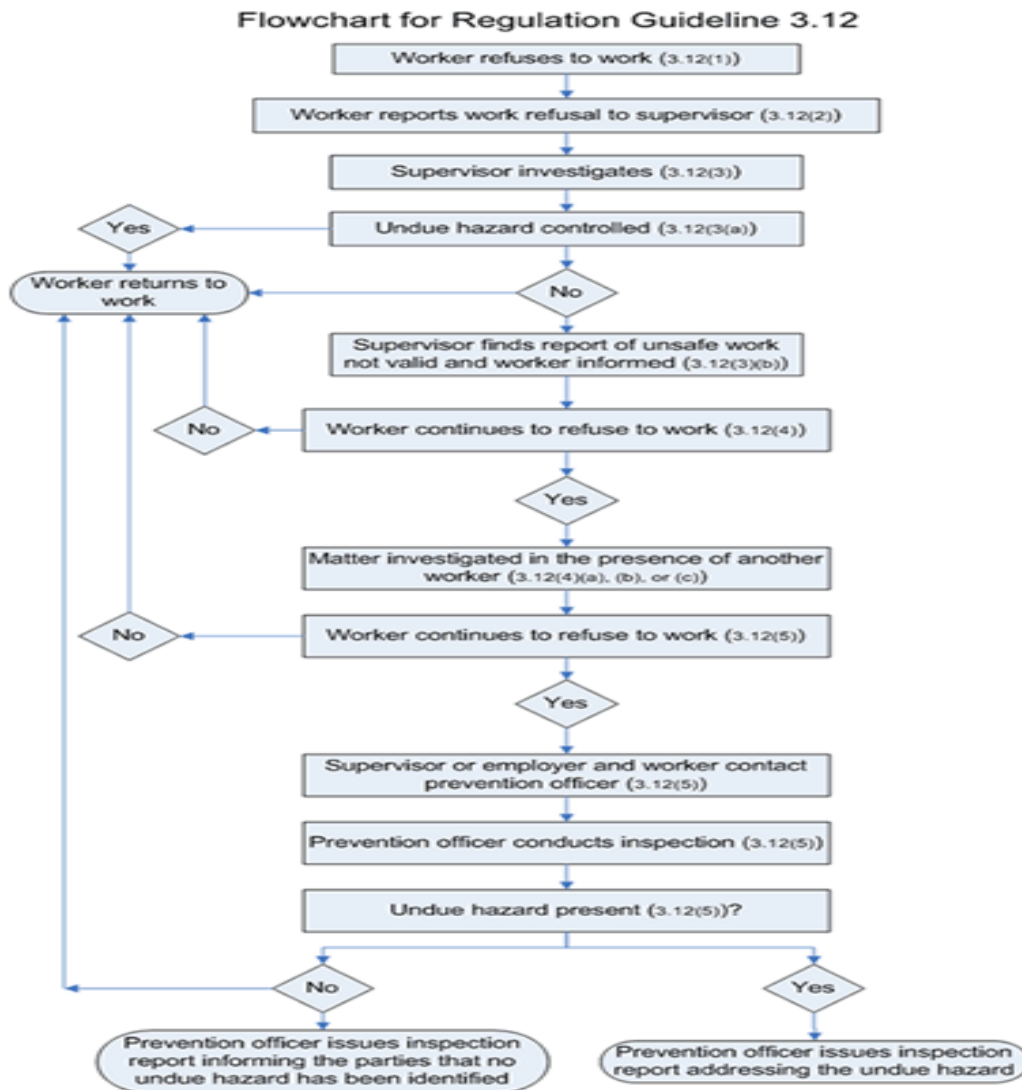 Flowchart for Regulation Guideline 3.12
Worker refuses to work (3.12(1))
Worker reports work refusal to supervisor (3.12(2))
Supervisor investigates (3.12(3))
Yes
Undue hazard controlled (3.12(3(a))
Worker returns to
work
No
Supervisor finds report of unsafe work
not valid and worker informed (3.12(3)(b))
No
Worker continues to refuse to work (3.12(4))
Yes
Matter investigated in the presence of another
worker (3.12(4)(a), (b), or (c))
No
Worker continues to refuse to work (3.12(5))
Yes
Supervisor or employer and worker contact
prevention officer (3.12(5))
Prevention officer conducts inspection (3.12(5))
Undue hazard present (3.12(5))?
No
Yes
Prevention officer issues inspection
report informing the parties that no
undue hazard has been identified
Prevention officer issues inspection
report addressing the undue hazard